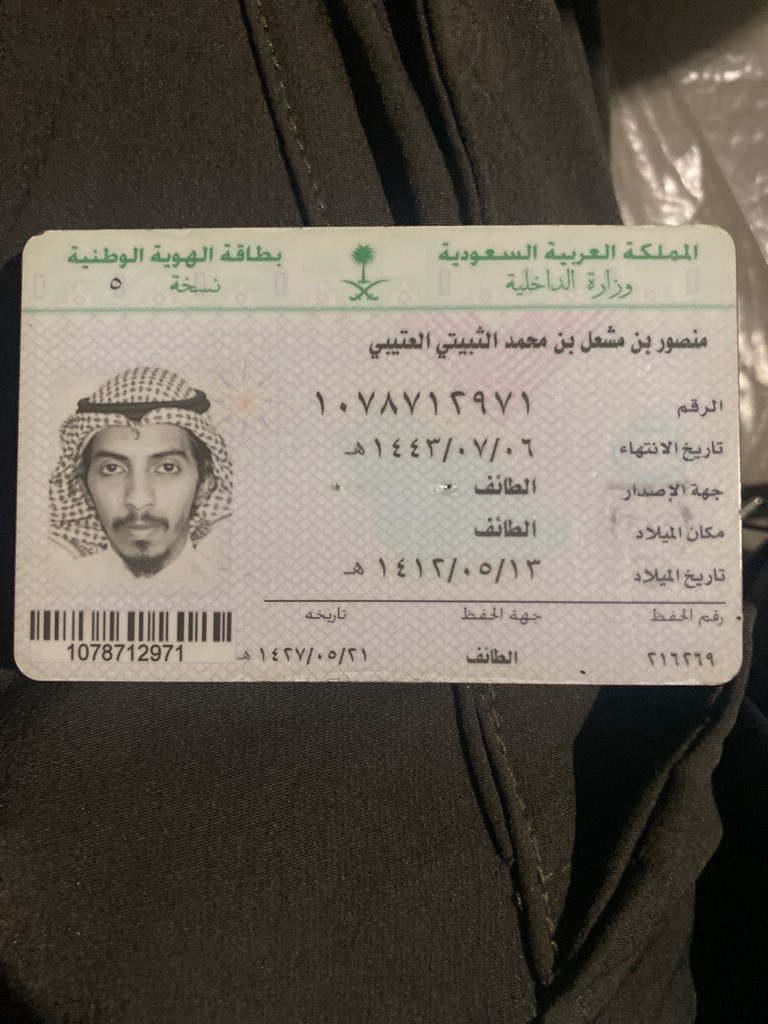 المملكة العربية السعودية
وزارة الداخلية
بطاقة الهوية الوطنية
نسخة ٥
منصور بن مشعل بن محمد الثبيتي العتيبي
الرقم ١٠٧٨٧١٢٩٧١
تاريخ الانتهاء ١٤٤٣/٠٧/٠٦ هـ
جهة الإصدار الطائف
مكان الميلاد الطائف
تاريخ الميلاد ١٤١٢/٠٥/١٣ هـ
رقم الحفظ جهة الحفظ تاريخه
٢١٦٢٦٩ الطائف ١٤٢٧/٠٥/٢١ هـ
1078712971